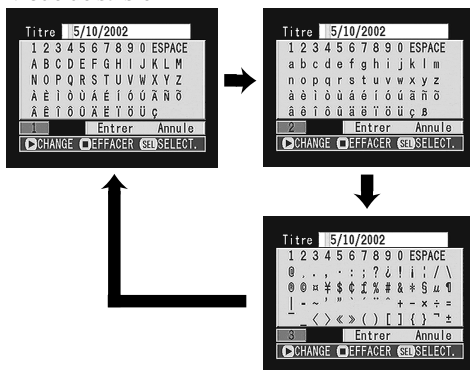 Titre 5/10/2002
1 2 3 4 5 6 7 8 9 0 ESPACE
A B C D E F G H I J K L M
N O P Q R S T U V W X Y Z
À È Ì Ò Ù Á É Í Ó Ú Ã Ñ Õ
Â Ê Î Ô Û Ä Ë Ï Ö Ü Ç
1 Entrer Annule
CHANGE EFFACER SEL SELECT.
Titre 5/10/2002
1 2 3 4 5 6 7 8 9 0 ESPACE
a b c d e f g h i j k l m
n o p q r s t u v w x y z
à è ì ò ù á é í ó ú ã ñ õ
â ê î ô û ä ë ï ö ü ç ß
2 Entrer Annule
CHANGE EFFACER SEL SELECT.
Titre 5/10/2002
1 2 3 4 5 6 7 8 9 0 ESPACE
@ . , · : ; ? ¿ ! ¡ ¦ / \
® © ¤ ¥ $ ¢ £ % # & * § µ ¶
| - ~ + − × ÷ =
_ < > « » ( ) [ ] { } ¬ ±
3 Entrer Annule
CHANGE EFFACER SEL SELECT.